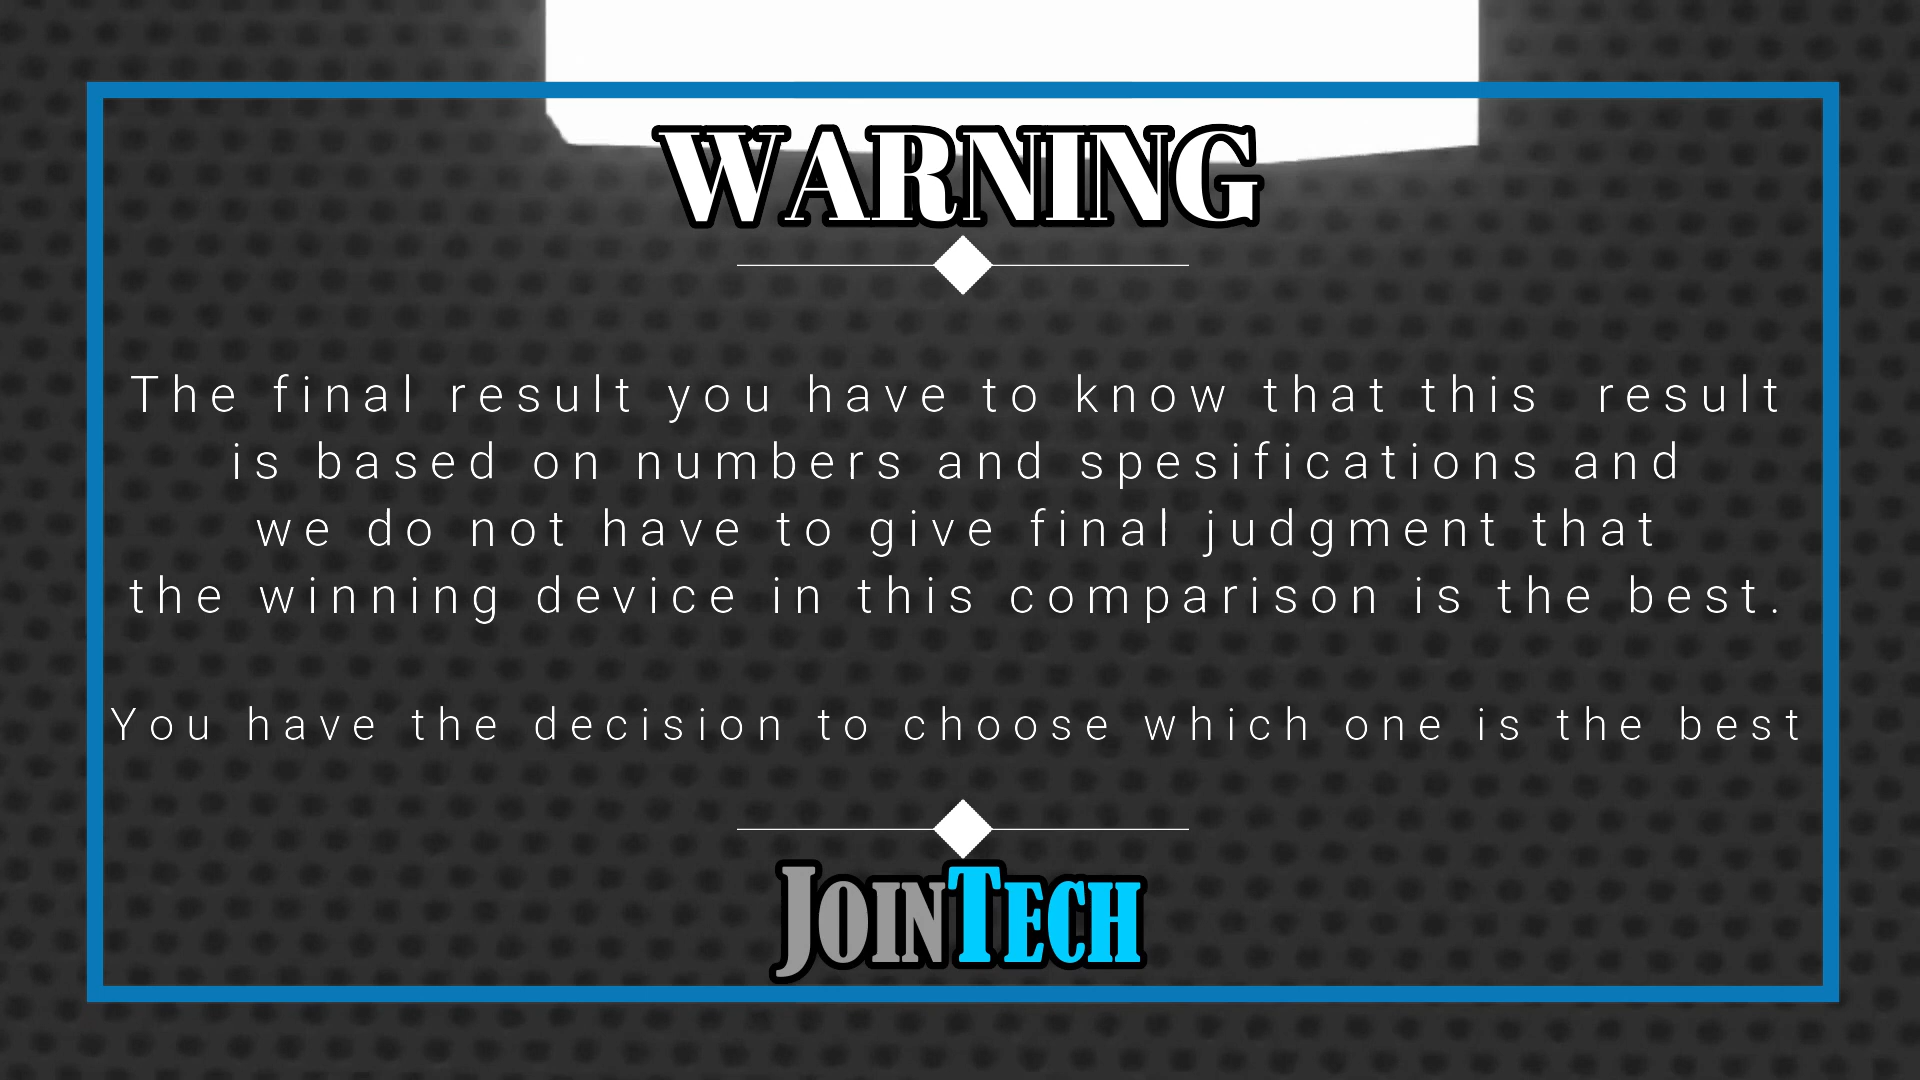 WARNING
The final result you have to know that this result
is based on numbers and spesifications and
we do not have to give final judgment that
the winning device in this comparison is the best.
You have the decision to choose which one is the best
JOINTECH